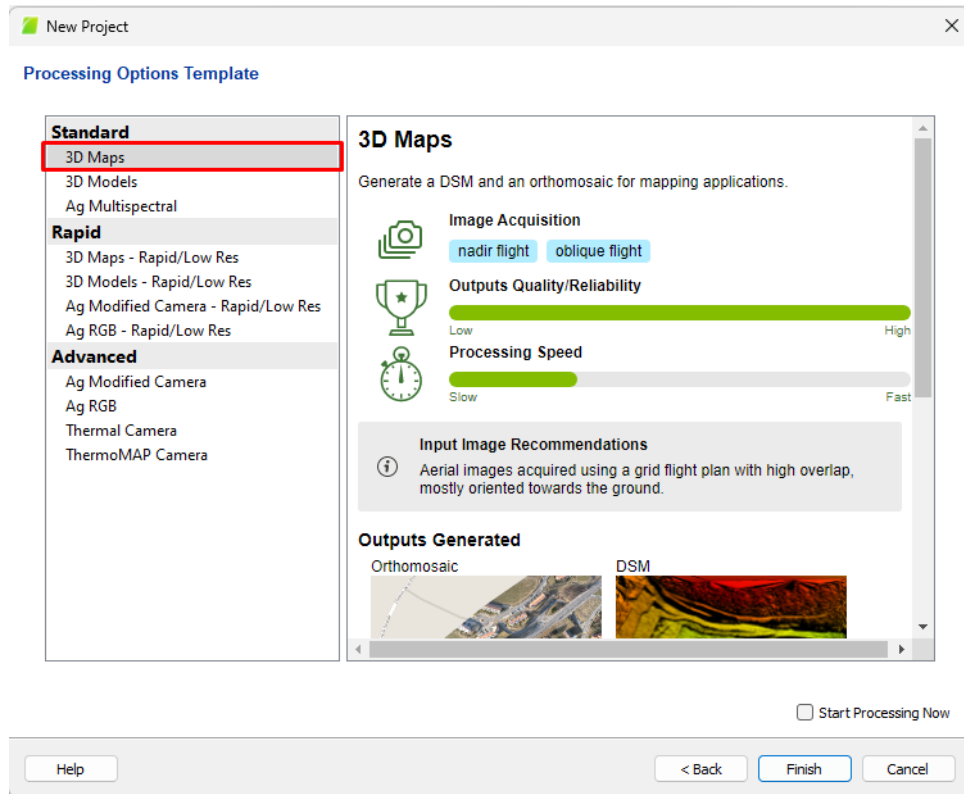 New Project
Processing Options Template
Standard
3D Maps
3D Models
Ag Multispectral
Rapid
3D Maps - Rapid/Low Res
3D Models - Rapid/Low Res
Ag Modified Camera - Rapid/Low Res
Ag RGB - Rapid/Low Res
Advanced
Ag Modified Camera
Ag RGB
Thermal Camera
ThermoMAP Camera
3D Maps
Generate a DSM and an orthomosaic for mapping applications.
Image Acquisition
nadir flight oblique flight
Outputs Quality/Reliability
Low High
Processing Speed
Slow Fast
Input Image Recommendations
Aerial images acquired using a grid flight plan with high overlap,
mostly oriented towards the ground.
Outputs Generated
Orthomosaic DSM
Start Processing Now
Help < Back Finish Cancel